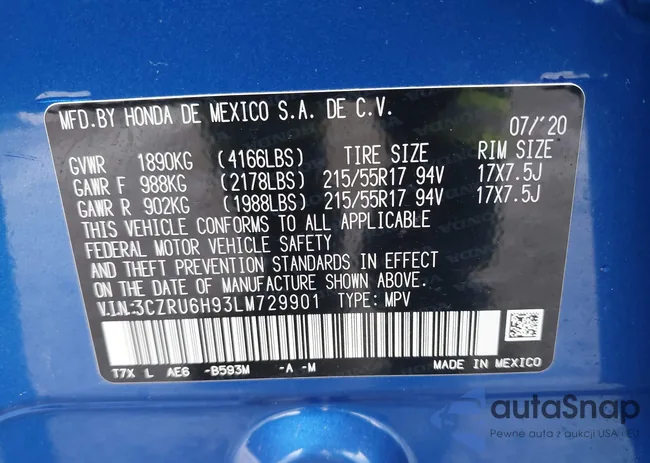 MFD.BY HONDA DE MEXICO S.A. DE C.V.
07/'20
GVWR 1890KG (4166LBS) TIRE SIZE RIM SIZE
GAWR F 988KG (2178LBS) 215/55R17 94V 17X7.5J
GAWR R 902KG (1988LBS) 215/55R17 94V 17X7.5J
THIS VEHICLE CONFORMS TO ALL APPLICABLE
FEDERAL MOTOR VEHICLE SAFETY
AND THEFT PREVENTION STANDARDS IN EFFECT
ON THE DATE OF MANUFACTURE SHOWN ABOVE.
V.I.N:3CZRU6H93LM729901 TYPE: MPV
T7X L AE6 -B593M -A -M MADE IN MEXICO
autaSnap
Pewne auta z aukcji USA i EU